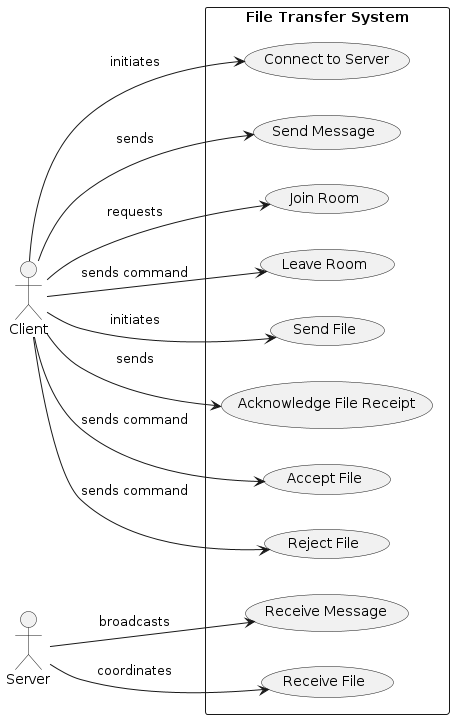 File Transfer System
initiates
Connect to Server
sends
Send Message
requests
Join Room
sends command
Leave Room
initiates
Send File
Client
sends
Acknowledge File Receipt
sends command
Accept File
sends command
Reject File
broadcasts
Receive Message
coordinates
Receive File
Server